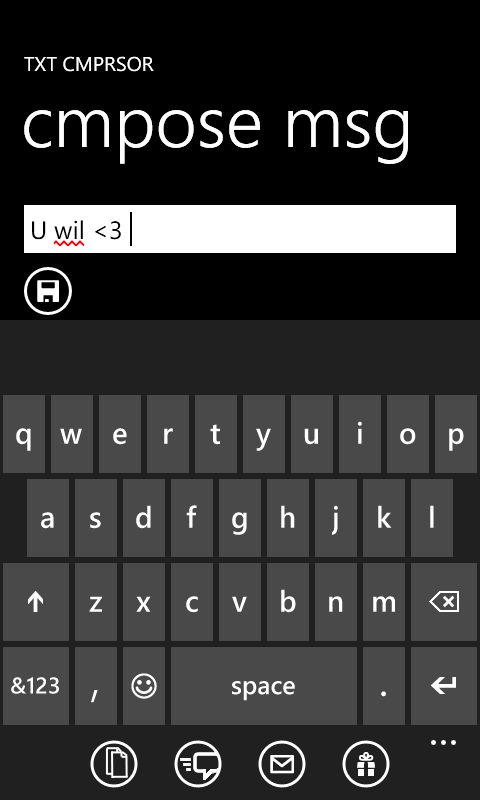 TXT CMPRSOR
cmpose msg
U wil <3
q w e r t y u i o p
a s d f g h j k l
z x c v b n m
&123 , space .